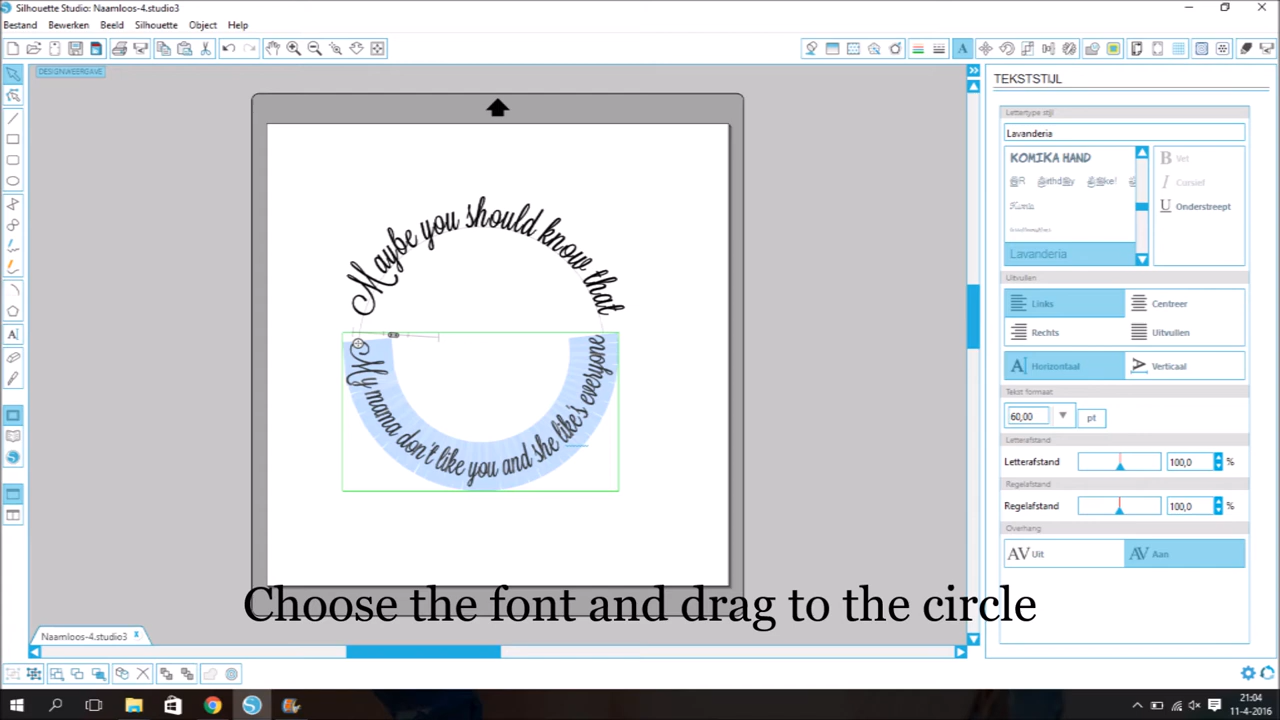 Silhouette Studio: Naamloos-4.studio3
Bestand Bewerken Beeld Silhouette Object Help
DESIGNWEERGAVE
TEKSTSTIJL
Lettertype stijl
Lavanderia
KOMIKA HAND
Lavanderia
B Vet
I Cursief
U Onderstreept
Uitvullen
Links Centreer
Rechts Uitvullen
Horizontaal Verticaal
Tekst formaat
60,00 pt
Letterafstand
Letterafstand 100,0 %
Regelafstand
Regelafstand 100,0 %
Overhang
AV Uit AV Aan
Maybe you should know that
My mama don't like you and she like's everyone
Choose the font and drag to the circle
Naamloos-4.studio3
21:04
11-4-2016